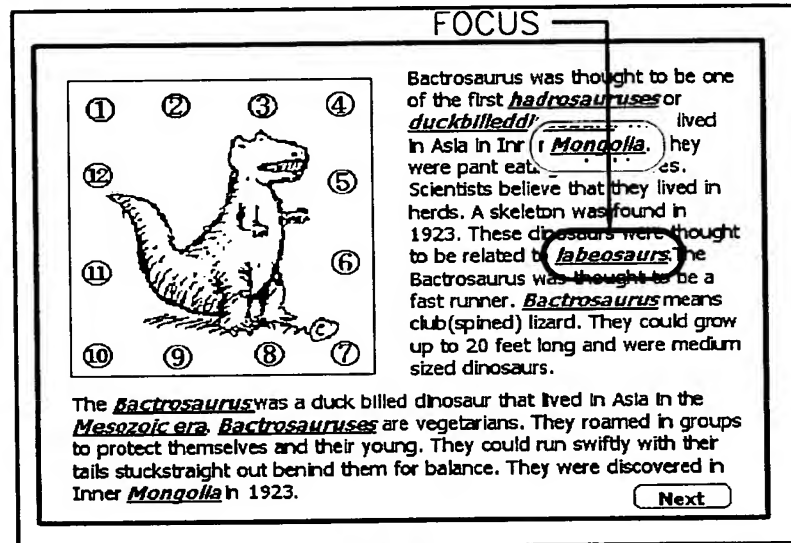 FOCUS
① ② ③ ④
⑫ ⑤
⑪ ⑥
⑩ ⑨ ⑧ ⑦
Bactrosaurus was thought to be one
of the first hadrosauruses or
duckbilled lived
in Asia in Mongolia. hey
were pant es.
Scientists believe that they lived in
herds. A skeleton was found in
1923. These dinosaurs were thought
to be related to labeosaurs. The
Bactrosaurus was thought to be a
fast runner. Bactrosaurus means
club(spined) lizard. They could grow
up to 20 feet long and were medium
sized dinosaurs.
The Bactrosaurus was a duck billed dinosaur that lived in Asia in the
Mesozoic era. Bactrosauruses are vegetarians. They roamed in groups
to protect themselves and their young. They could run swiftly with their
tails stuckstraight out behind them for balance. They were discovered in
Inner Mongolia in 1923.
Next